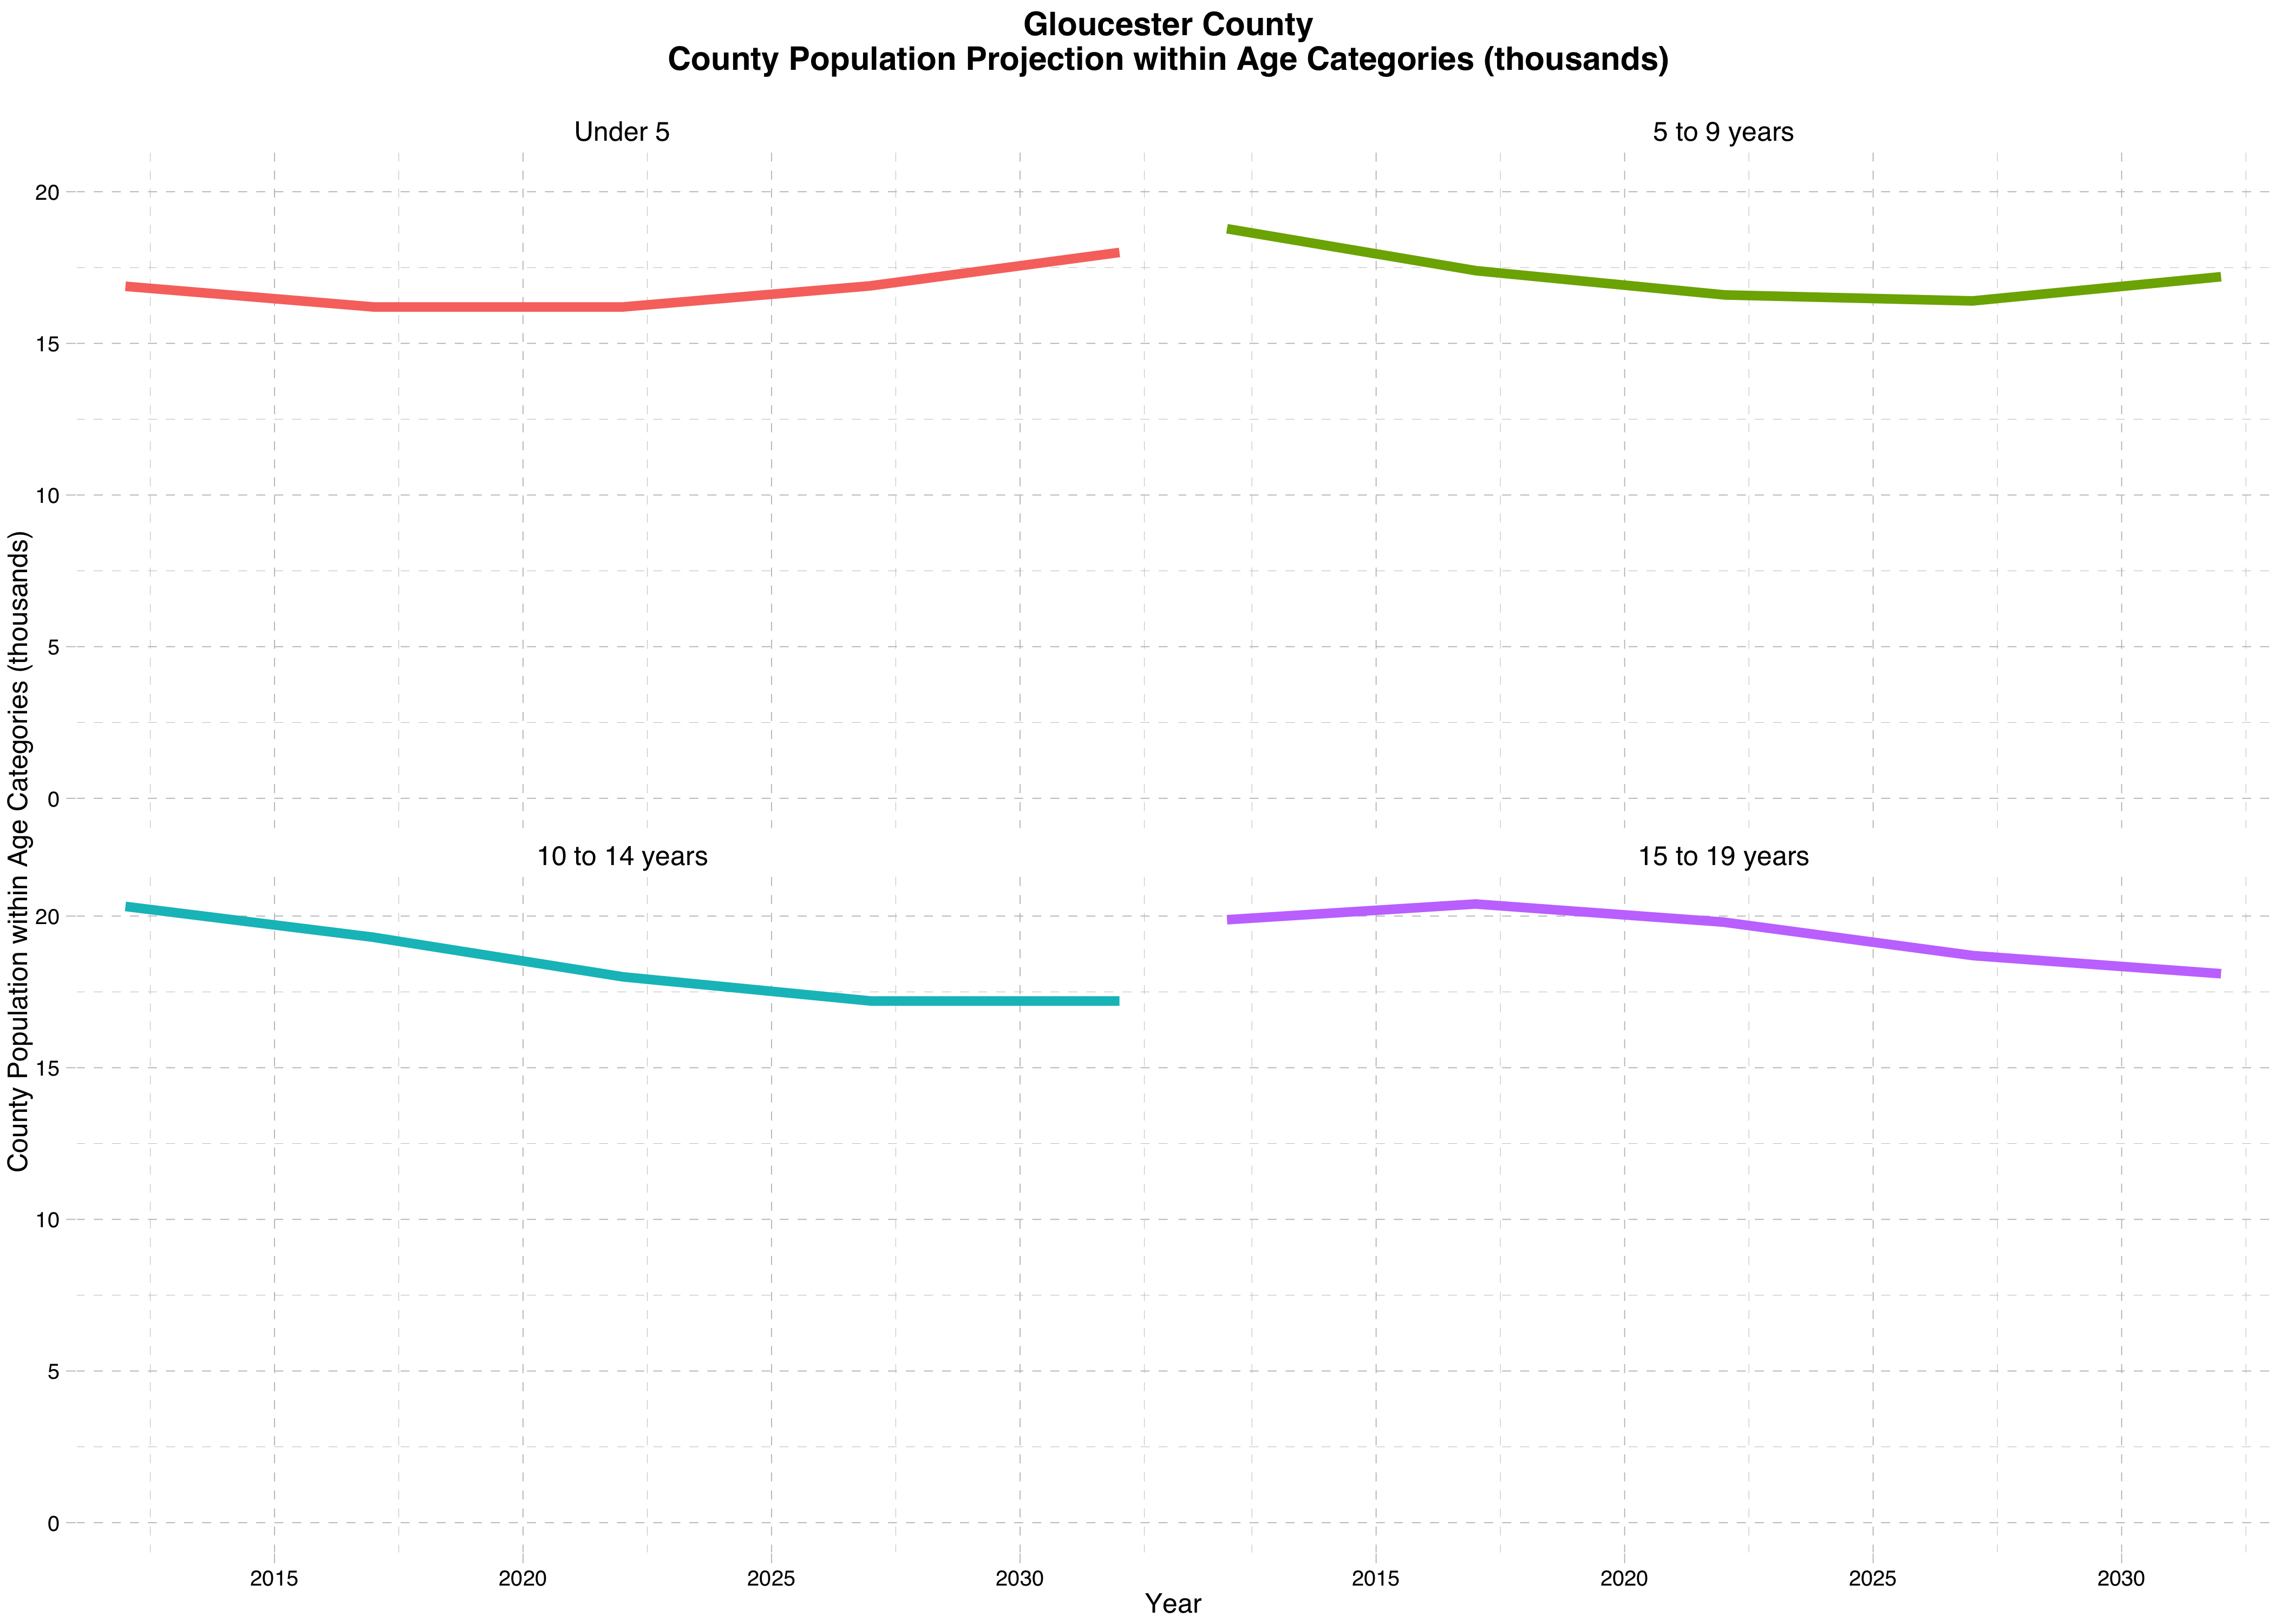 Gloucester County
County Population Projection within Age Categories (thousands)
Under 5
5 to 9 years
20
15
10
5
0
10 to 14 years
15 to 19 years
20
15
10
5
0
County Population within Age Categories (thousands)
2015 2020 2025 2030 2015 2020 2025 2030
Year